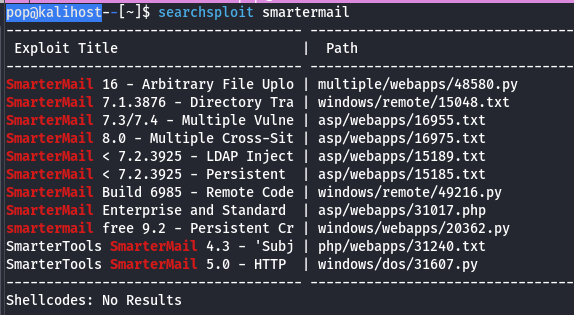 pop@kalihost--[~]$ searchsploit smartermail
---------------------------------- ---------------------------------
 Exploit Title | Path
---------------------------------- ---------------------------------
SmarterMail 16 - Arbitrary File Uplo | multiple/webapps/48580.py
SmarterMail 7.1.3876 - Directory Tra | windows/remote/15048.txt
SmarterMail 7.3/7.4 - Multiple Vulne | asp/webapps/16955.txt
SmarterMail 8.0 - Multiple Cross-Sit | asp/webapps/16975.txt
SmarterMail < 7.2.3925 - LDAP Inject | asp/webapps/15189.txt
SmarterMail < 7.2.3925 - Persistent | asp/webapps/15185.txt
SmarterMail Build 6985 - Remote Code | windows/remote/49216.py
SmarterMail Enterprise and Standard | asp/webapps/31017.php
smartermail free 9.2 - Persistent Cr | windows/webapps/20362.py
SmarterTools SmarterMail 4.3 - 'Subj | php/webapps/31240.txt
SmarterTools SmarterMail 5.0 - HTTP | windows/dos/31607.py
---------------------------------- ---------------------------------
Shellcodes: No Results